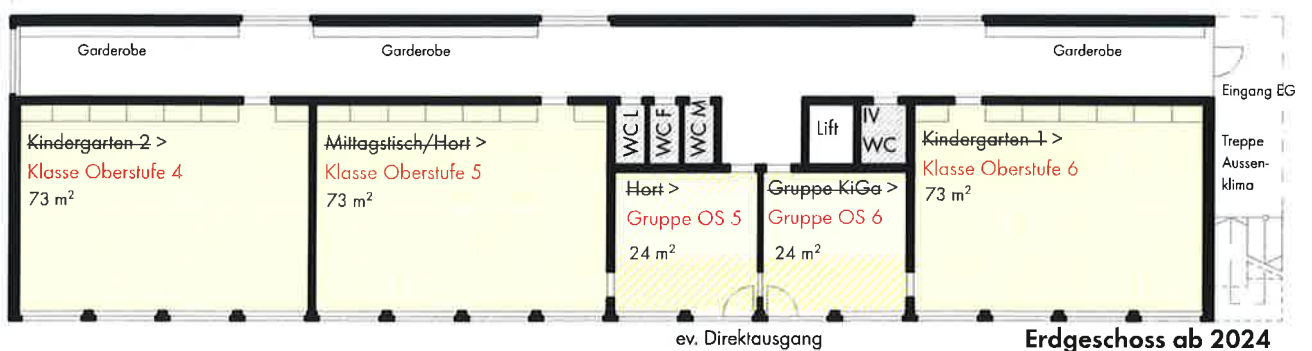 Garderobe
Garderobe
Garderobe
Eingang EG
Treppe
Aussen-
klima
Kindergarten 2 >
Klasse Oberstufe 4
73 m²
Mittagstisch/Hort >
Klasse Oberstufe 5
73 m²
WC L
WC F
WC M
Lift
IV
WC
Hort >
Gruppe OS 5
24 m²
Gruppe KiGa >
Gruppe OS 6
24 m²
Kindergarten 1 >
Klasse Oberstufe 6
73 m²
ev. Direktausgang
Erdgeschoss ab 2024